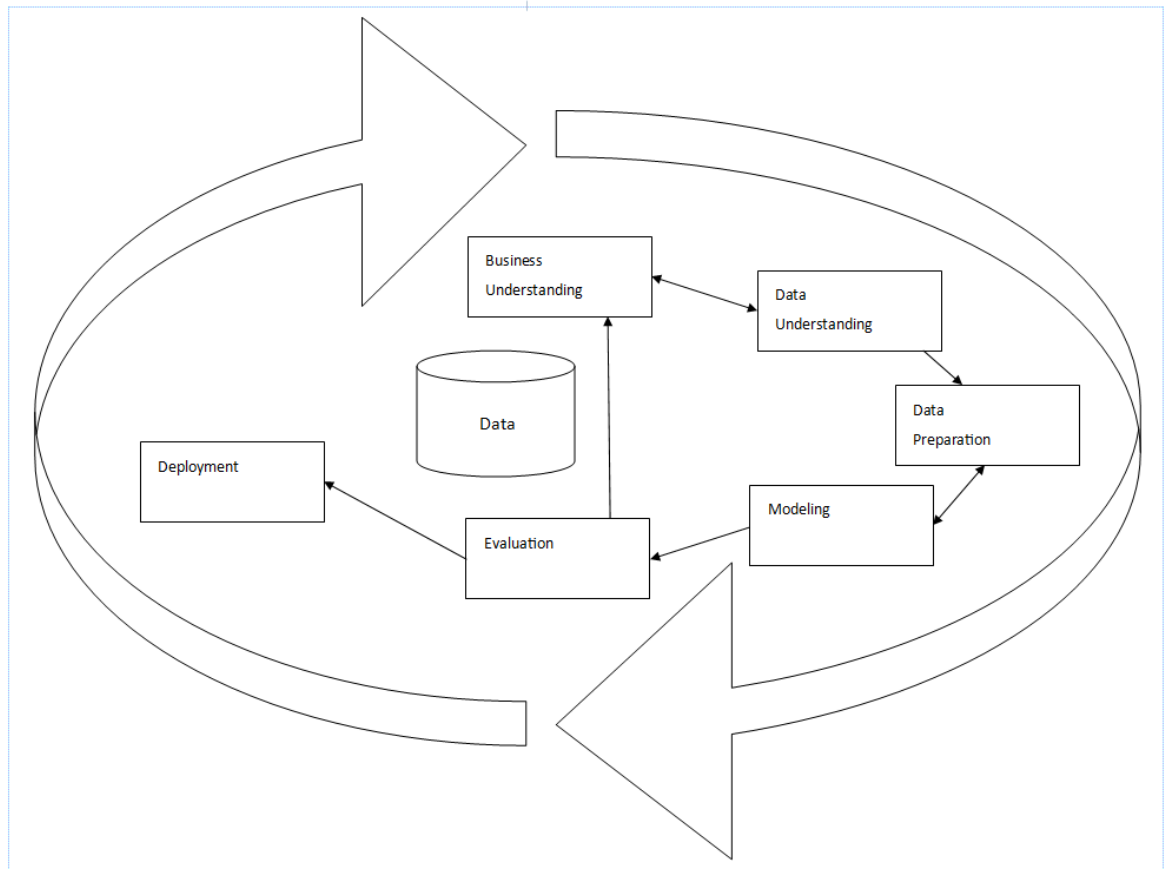 Business
Understanding
Data
Understanding
Data
Preparation
Data
Deployment
Modeling
Evaluation